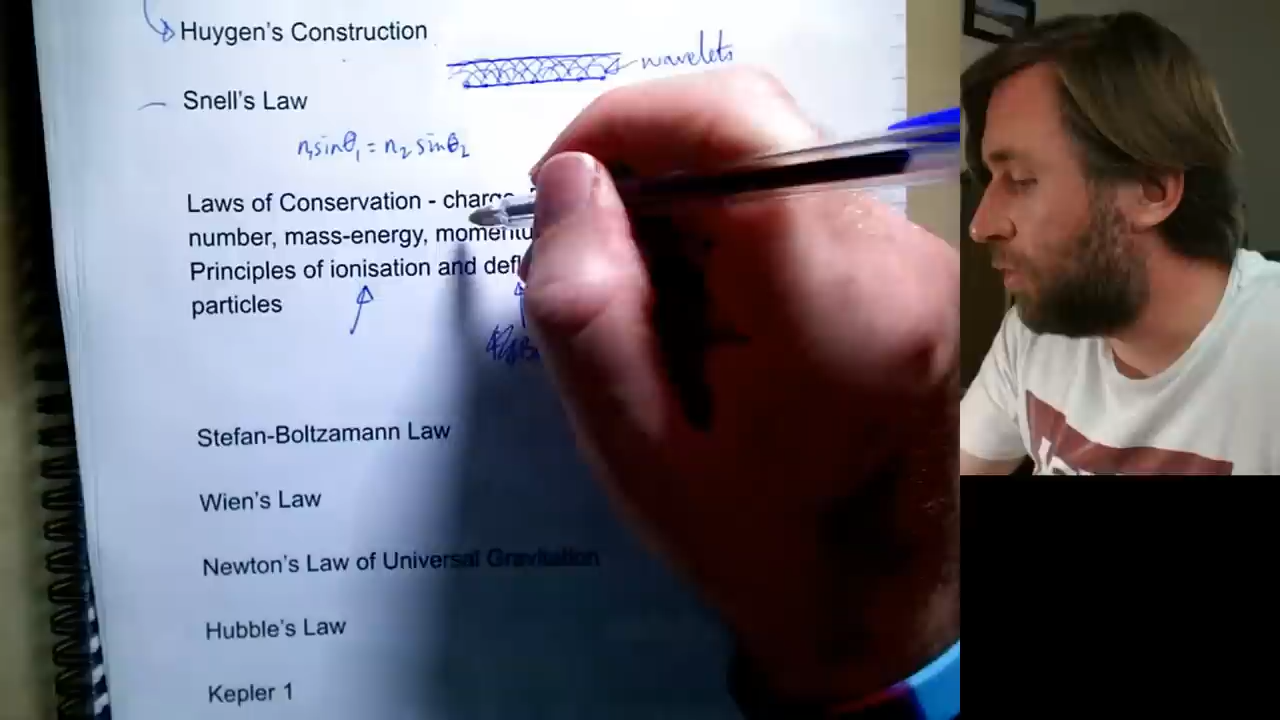 Huygen's Construction
wavelets
Snell's Law
n₁sinθ₁ = n₂ sinθ₂
Laws of Conservation - charge
number, mass-energy, momentu
Principles of ionisation and defl
particles
Stefan-Boltzamann Law
Wien's Law
Newton's Law of Universal Gravitation
Hubble's Law
Kepler 1